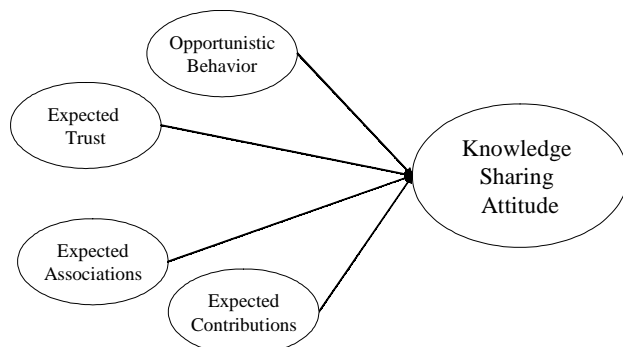 Opportunistic
Behavior
Expected
Trust
Knowledge
Sharing
Attitude
Expected
Associations
Expected
Contributions